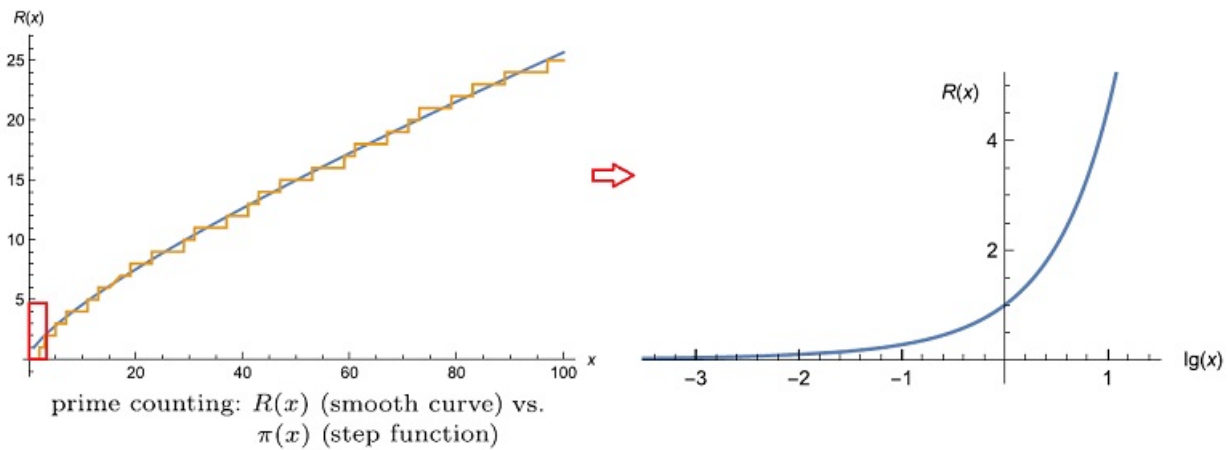 R(x)
25
20
15
10
5
20
40
60
80
100
x
prime counting: R(x) (smooth curve) vs.
π(x) (step function)
R(x)
4
2
−3
−2
−1
1
lg(x)